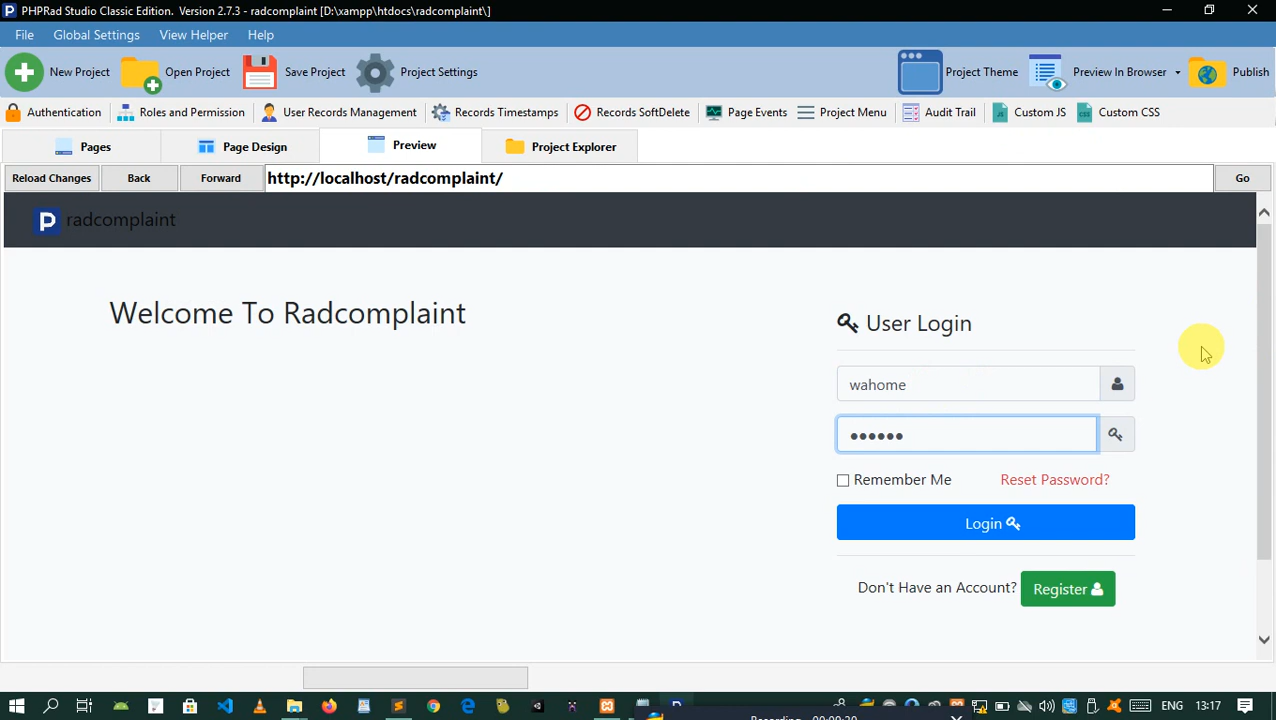 PHPRad Studio Classic Edition. Version 2.7.3 - radcomplaint [D:\xampp\htdocs\radcomplaint\]
File Global Settings View Helper Help
New Project Open Project Save Project Project Settings Theme Preview In Browser Publish
Authentication Roles and Permission User Records Management Records Timestamps Records SoftDelete Page Events Project Menu Audit Trail Custom JS Custom CSS
Pages Page Design Preview Project Explorer
Reload Changes Back Forward http://localhost/radcomplaint/ Go
radcomplaint
Welcome To Radcomplaint
User Login
wahome
Remember Me Reset Password?
Login
Don't Have an Account? Register
ENG 13:17